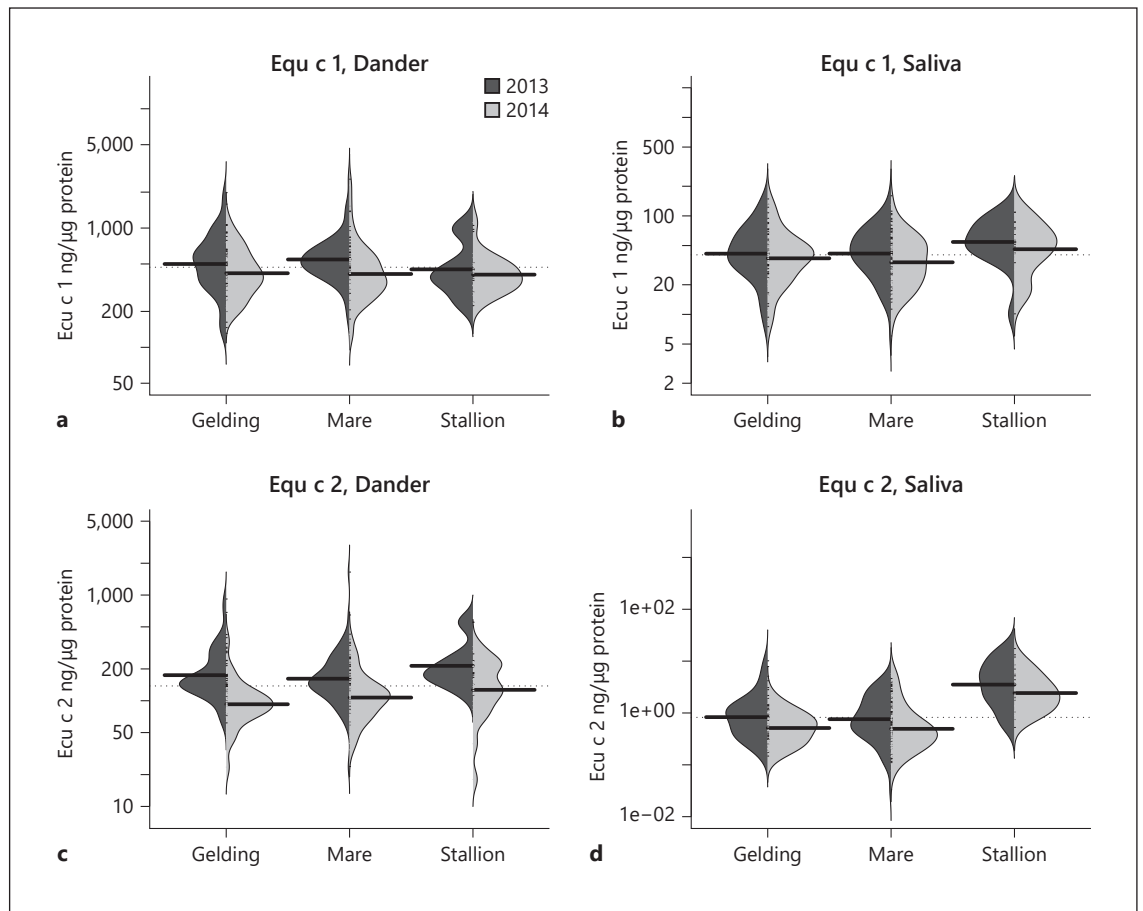 Equ c 1, Dander
2013
2014
Ecu c 1 ng/µg protein
5,000
1,000
200
50
Gelding Mare Stallion
a
Equ c 1, Saliva
Ecu c 1 ng/µg protein
500
100
20
5
2
Gelding Mare Stallion
b
Equ c 2, Dander
Ecu c 2 ng/µg protein
5,000
1,000
200
50
10
Gelding Mare Stallion
c
Equ c 2, Saliva
Ecu c 2 ng/µg protein
1e+02
1e+00
1e−02
Gelding Mare Stallion
d